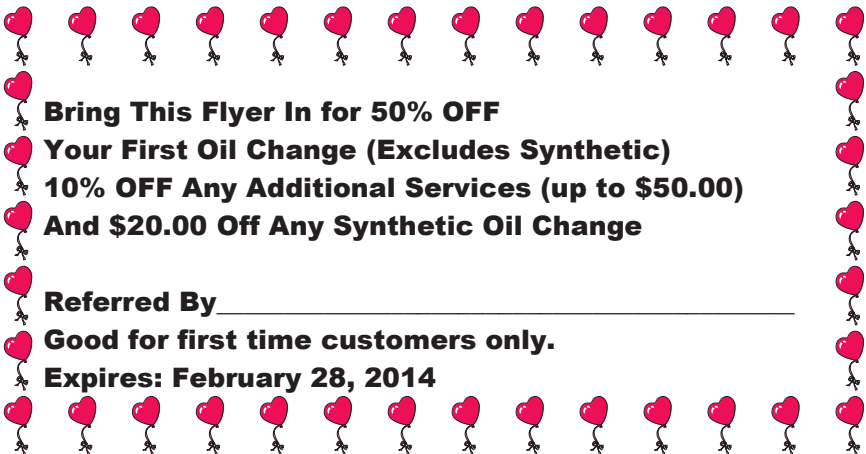 Bring This Flyer In for 50% OFF
Your First Oil Change (Excludes Synthetic)
10% OFF Any Additional Services (up to $50.00)
And $20.00 Off Any Synthetic Oil Change
Referred By___________________________________________
Good for first time customers only.
Expires: February 28, 2014